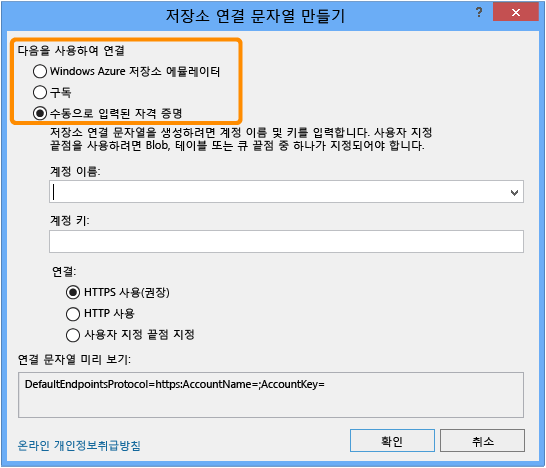 저장소 연결 문자열 만들기
?
다음을 사용하여 연결
Windows Azure 저장소 에뮬레이터
구독
수동으로 입력된 자격 증명
저장소 연결 문자열을 생성하려면 계정 이름 및 키를 입력합니다. 사용자 지정
끝점을 사용하려면 Blob, 테이블 또는 큐 끝점 중 하나가 지정되어야 합니다.
계정 이름:
계정 키:
연결:
HTTPS 사용(권장)
HTTP 사용
사용자 지정 끝점 지정
연결 문자열 미리 보기:
DefaultEndpointsProtocol=https:AccountName=;AccountKey=
온라인 개인정보취급방침
확인
취소